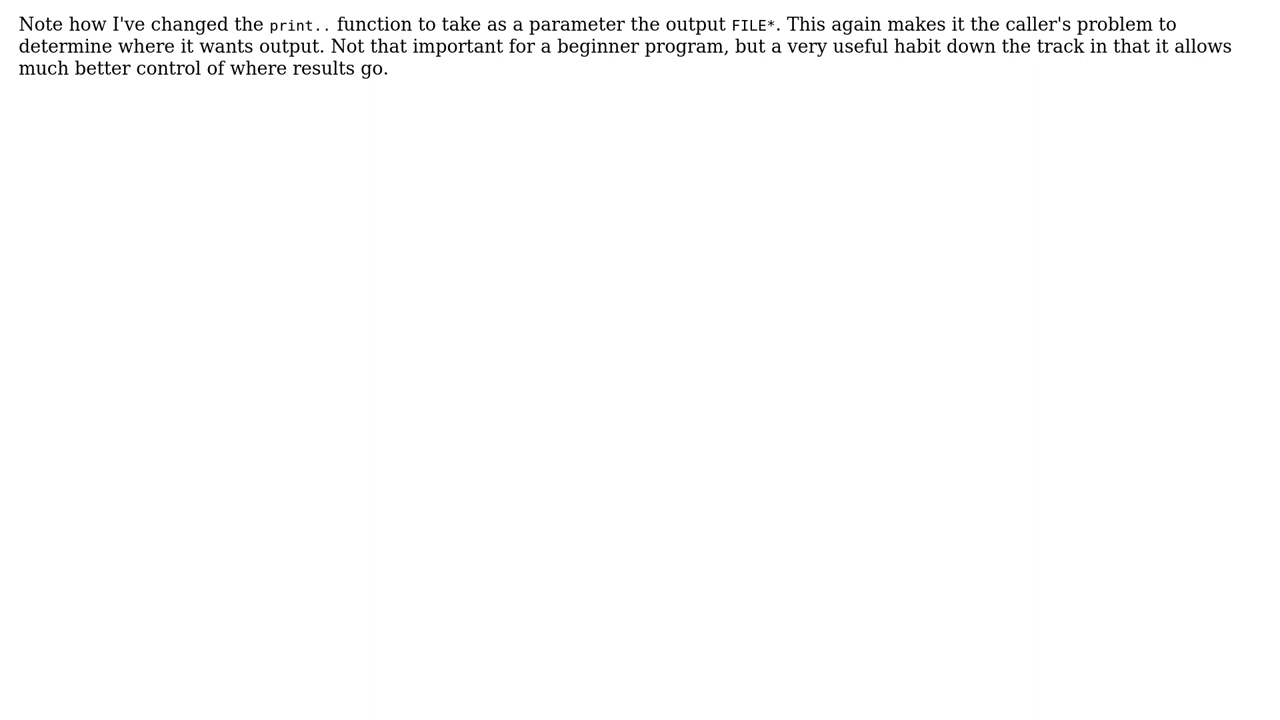 Note how I've changed the print.. function to take as a parameter the output FILE*. This again makes it the caller's problem to
determine where it wants output. Not that important for a beginner program, but a very useful habit down the track in that it allows
much better control of where results go.